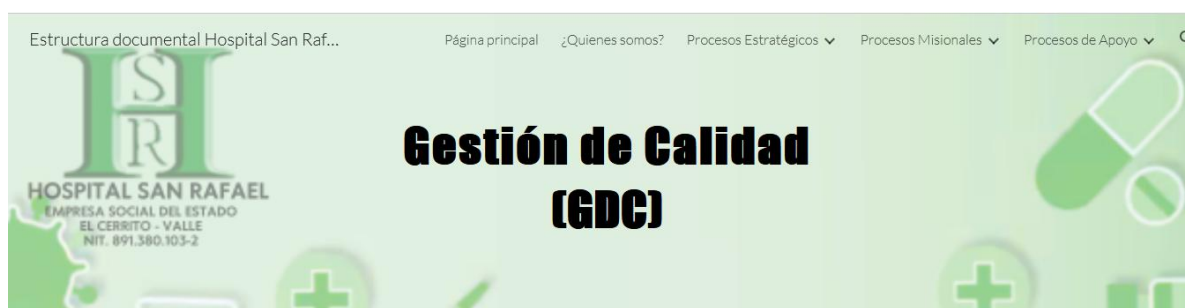 Estructura documental Hospital San Raf...
Página principal
¿Quienes somos?
Procesos Estratégicos
Procesos Misionales
Procesos de Apoyo
H
S
R
HOSPITAL SAN RAFAEL
EMPRESA SOCIAL DEL ESTADO
EL CERRITO - VALLE
NIT. 891.380.103-2
Gestión de Calidad
(GDC)